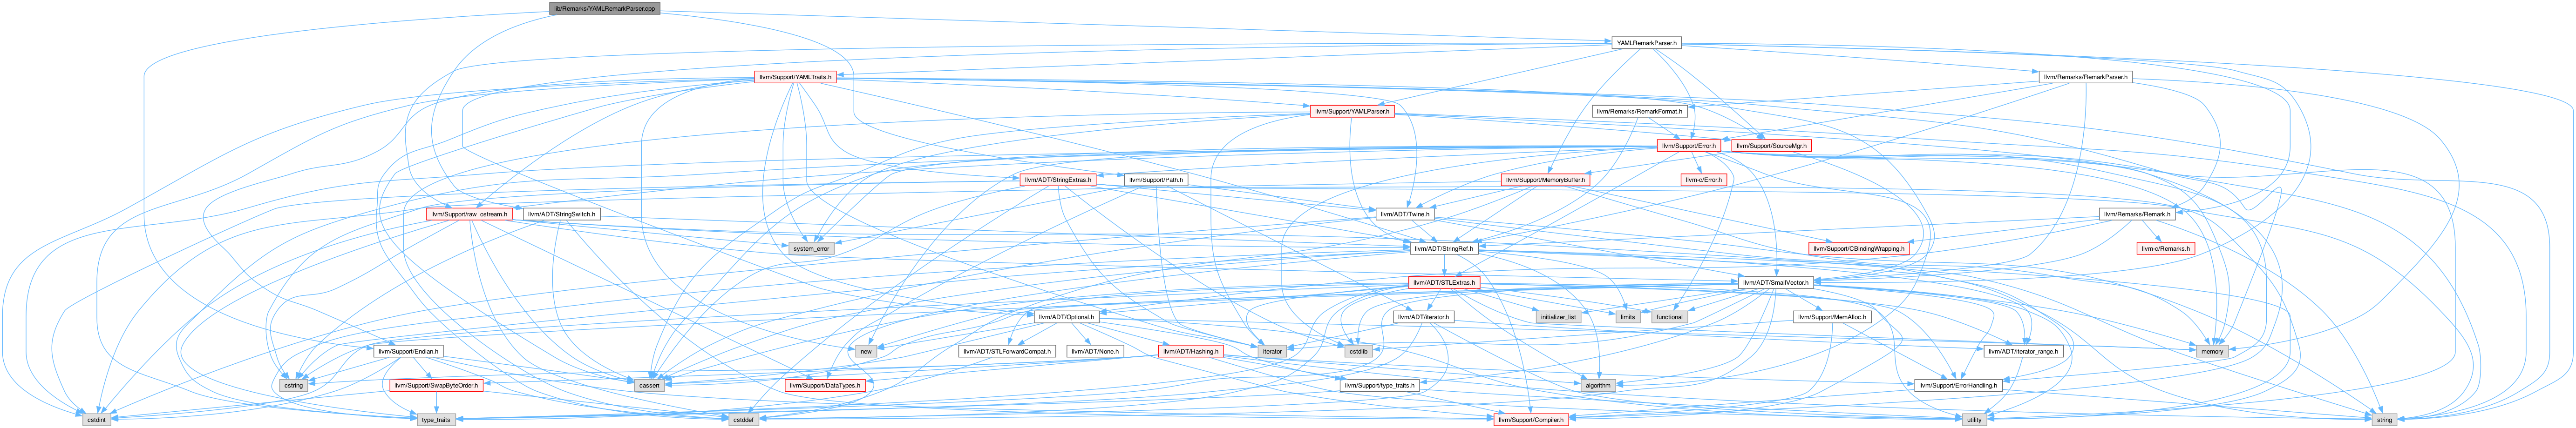 lib/Remarks/YAMLRemarkParser.cpp
YAMLRemarkParser.h
llvm/Support/YAMLTraits.h
llvm/Remarks/RemarkParser.h
llvm/Support/YAMLParser.h
llvm/Remarks/RemarkFormat.h
llvm/Support/Error.h
llvm/Support/SourceMgr.h
llvm/ADT/StringExtras.h
llvm/Support/Path.h
llvm/Support/MemoryBuffer.h
llvm-c/Error.h
llvm/Support/raw_ostream.h
llvm/ADT/StringSwitch.h
llvm/ADT/Twine.h
llvm/Remarks/Remark.h
system_error
llvm/ADT/StringRef.h
llvm/Support/CBindingWrapping.h
llvm-c/Remarks.h
llvm/ADT/STLExtras.h
llvm/ADT/SmallVector.h
llvm/ADT/Optional.h
llvm/ADT/iterator.h
initializer_list
limits
functional
llvm/Support/MemAlloc.h
llvm/Support/Endian.h
llvm/ADT/STLForwardCompat.h
llvm/ADT/None.h
llvm/ADT/Hashing.h
new
iterator
cstdlib
llvm/ADT/iterator_range.h
memory
cstring
llvm/Support/SwapByteOrder.h
cassert
llvm/Support/DataTypes.h
llvm/Support/type_traits.h
algorithm
llvm/Support/ErrorHandling.h
cstdint
type_traits
cstddef
llvm/Support/Compiler.h
utility
string